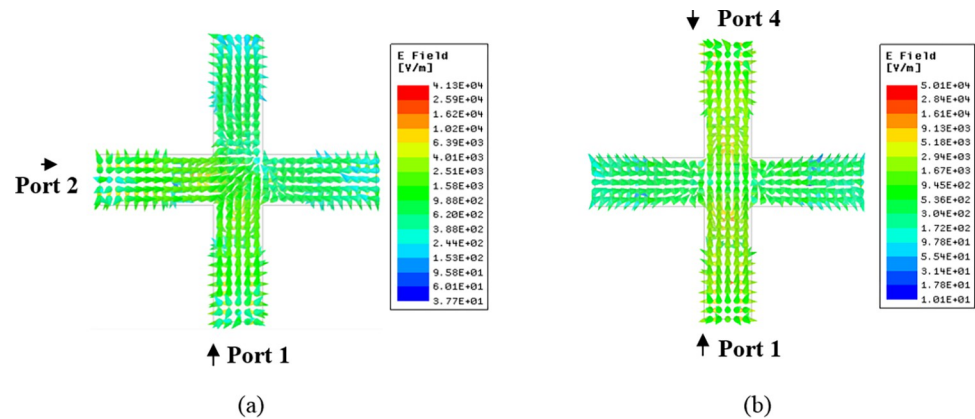 E Field
[V/m]
4.13E+04
2.59E+04
1.62E+04
1.02E+04
6.39E+03
4.01E+03
2.51E+03
1.58E+03
9.88E+02
6.20E+02
3.88E+02
2.44E+02
1.53E+02
9.58E+01
6.01E+01
3.77E+01
Port 2
Port 1
(a)
Port 4
E Field
[V/m]
5.01E+04
2.84E+04
1.61E+04
9.13E+03
5.18E+03
2.94E+03
1.67E+03
9.45E+02
5.36E+02
3.04E+02
1.72E+02
9.78E+01
5.54E+01
3.14E+01
1.78E+01
1.01E+01
Port 1
(b)